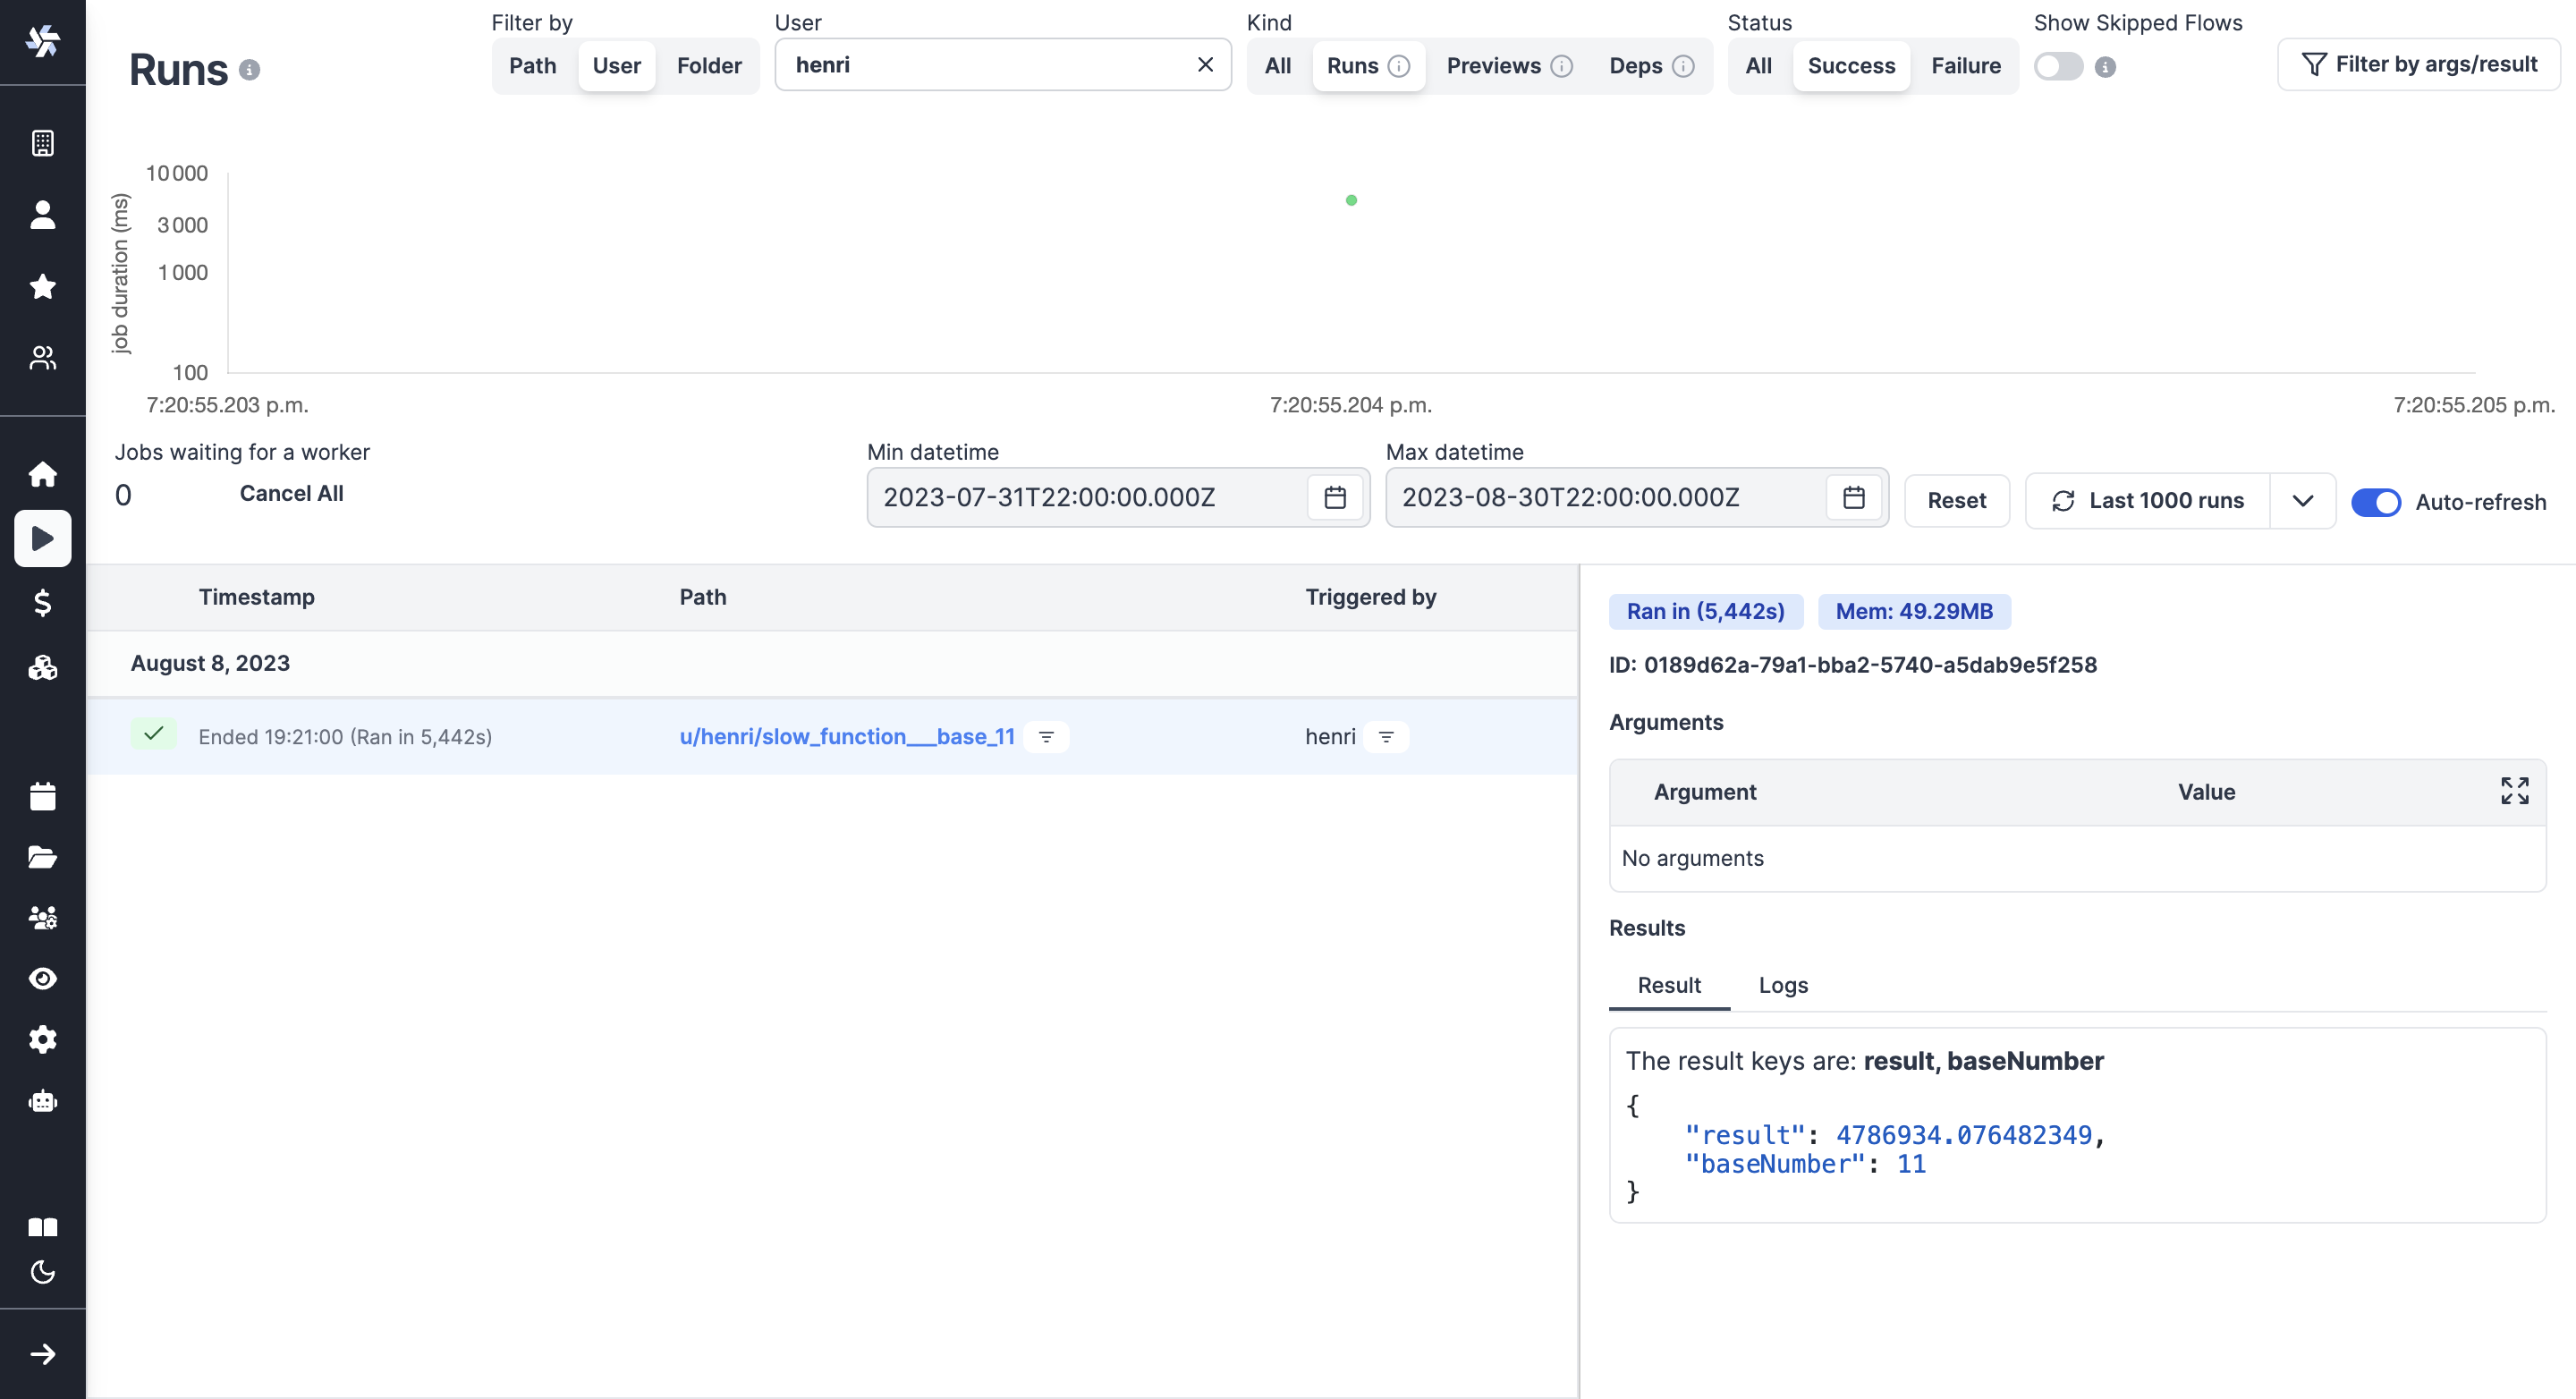 Runs
Filter by
Path User Folder
User
henri
Kind
All Runs Previews Deps
Status
All Success Failure
Show Skipped Flows
Filter by args/result
job duration (ms)
10 000
3 000
1 000
100
7:20:55.203 p.m. 7:20:55.204 p.m. 7:20:55.205 p.m.
Jobs waiting for a worker
0 Cancel All
Min datetime
2023-07-31T22:00:00.000Z
Max datetime
2023-08-30T22:00:00.000Z
Reset
Last 1000 runs
Auto-refresh
Timestamp Path Triggered by
August 8, 2023
Ended 19:21:00 (Ran in 5,442s) u/henri/slow_function__base_11 henri
Ran in (5,442s) Mem: 49.29MB
ID: 0189d62a-79a1-bba2-5740-a5dab9e5f258
Arguments
Argument Value
No arguments
Results
Result Logs
The result keys are: result, baseNumber
{
"result": 4786934.076482349,
"baseNumber": 11
}